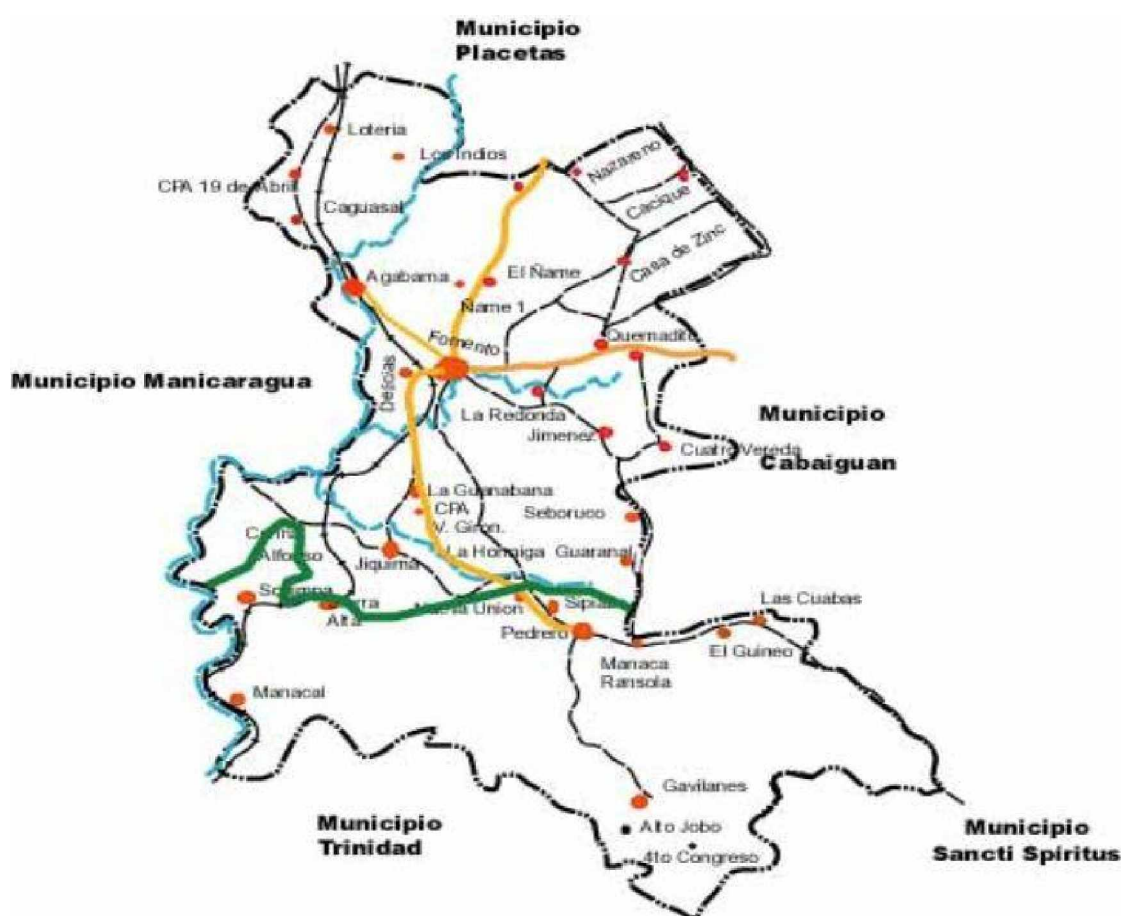 Municipio
Placetas
Loteria
Los Indios
Nazareno
CPA 19 de Abril
Cacique
Caguasal
Casa de Zinc
Agabama
El Ñame
Ñame 1
Fomento
Quemadito
Municipio Manicaragua
Delicias
La Redonda
Municipio
Jimenez
Cuatro Vereda
Cabaiguan
La Guanabana
CPA
V. Giron.
Seboruco
La Hormiga
Guaranal
Alfonso
Jiquima
Alta
Union
Las Cuabas
Pedrero
El Guineo
Manaca
Ransola
Manacal
Gavilanes
Municipio
Trinidad
Alto Jobo
4to Congreso
Municipio
Sancti Spiritus